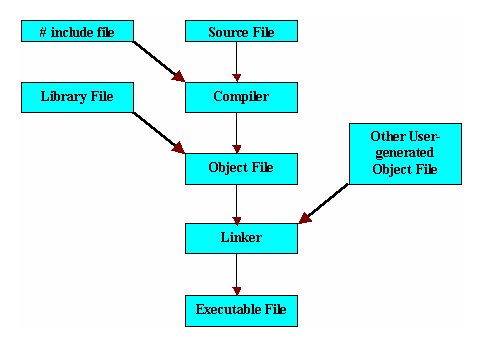 # include file
Source File
Library File
Compiler
Other User-
generated
Object File
Object File
Linker
Executable File